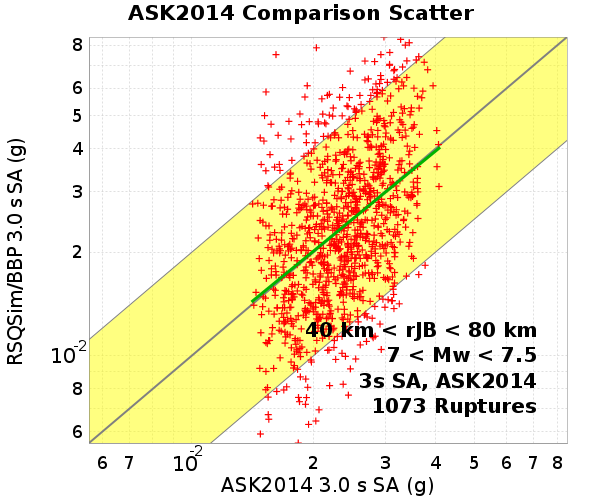 ASK2014 Comparison Scatter
RSQSim/BBP 3.0 s SA (g)
8
6
5
4
3
2
10-2
8
6
40 km < rJB < 80 km
7 < Mw < 7.5
3s SA, ASK2014
1073 Ruptures
6 7 10-2 2 3 4 5 6 7 8
ASK2014 3.0 s SA (g)